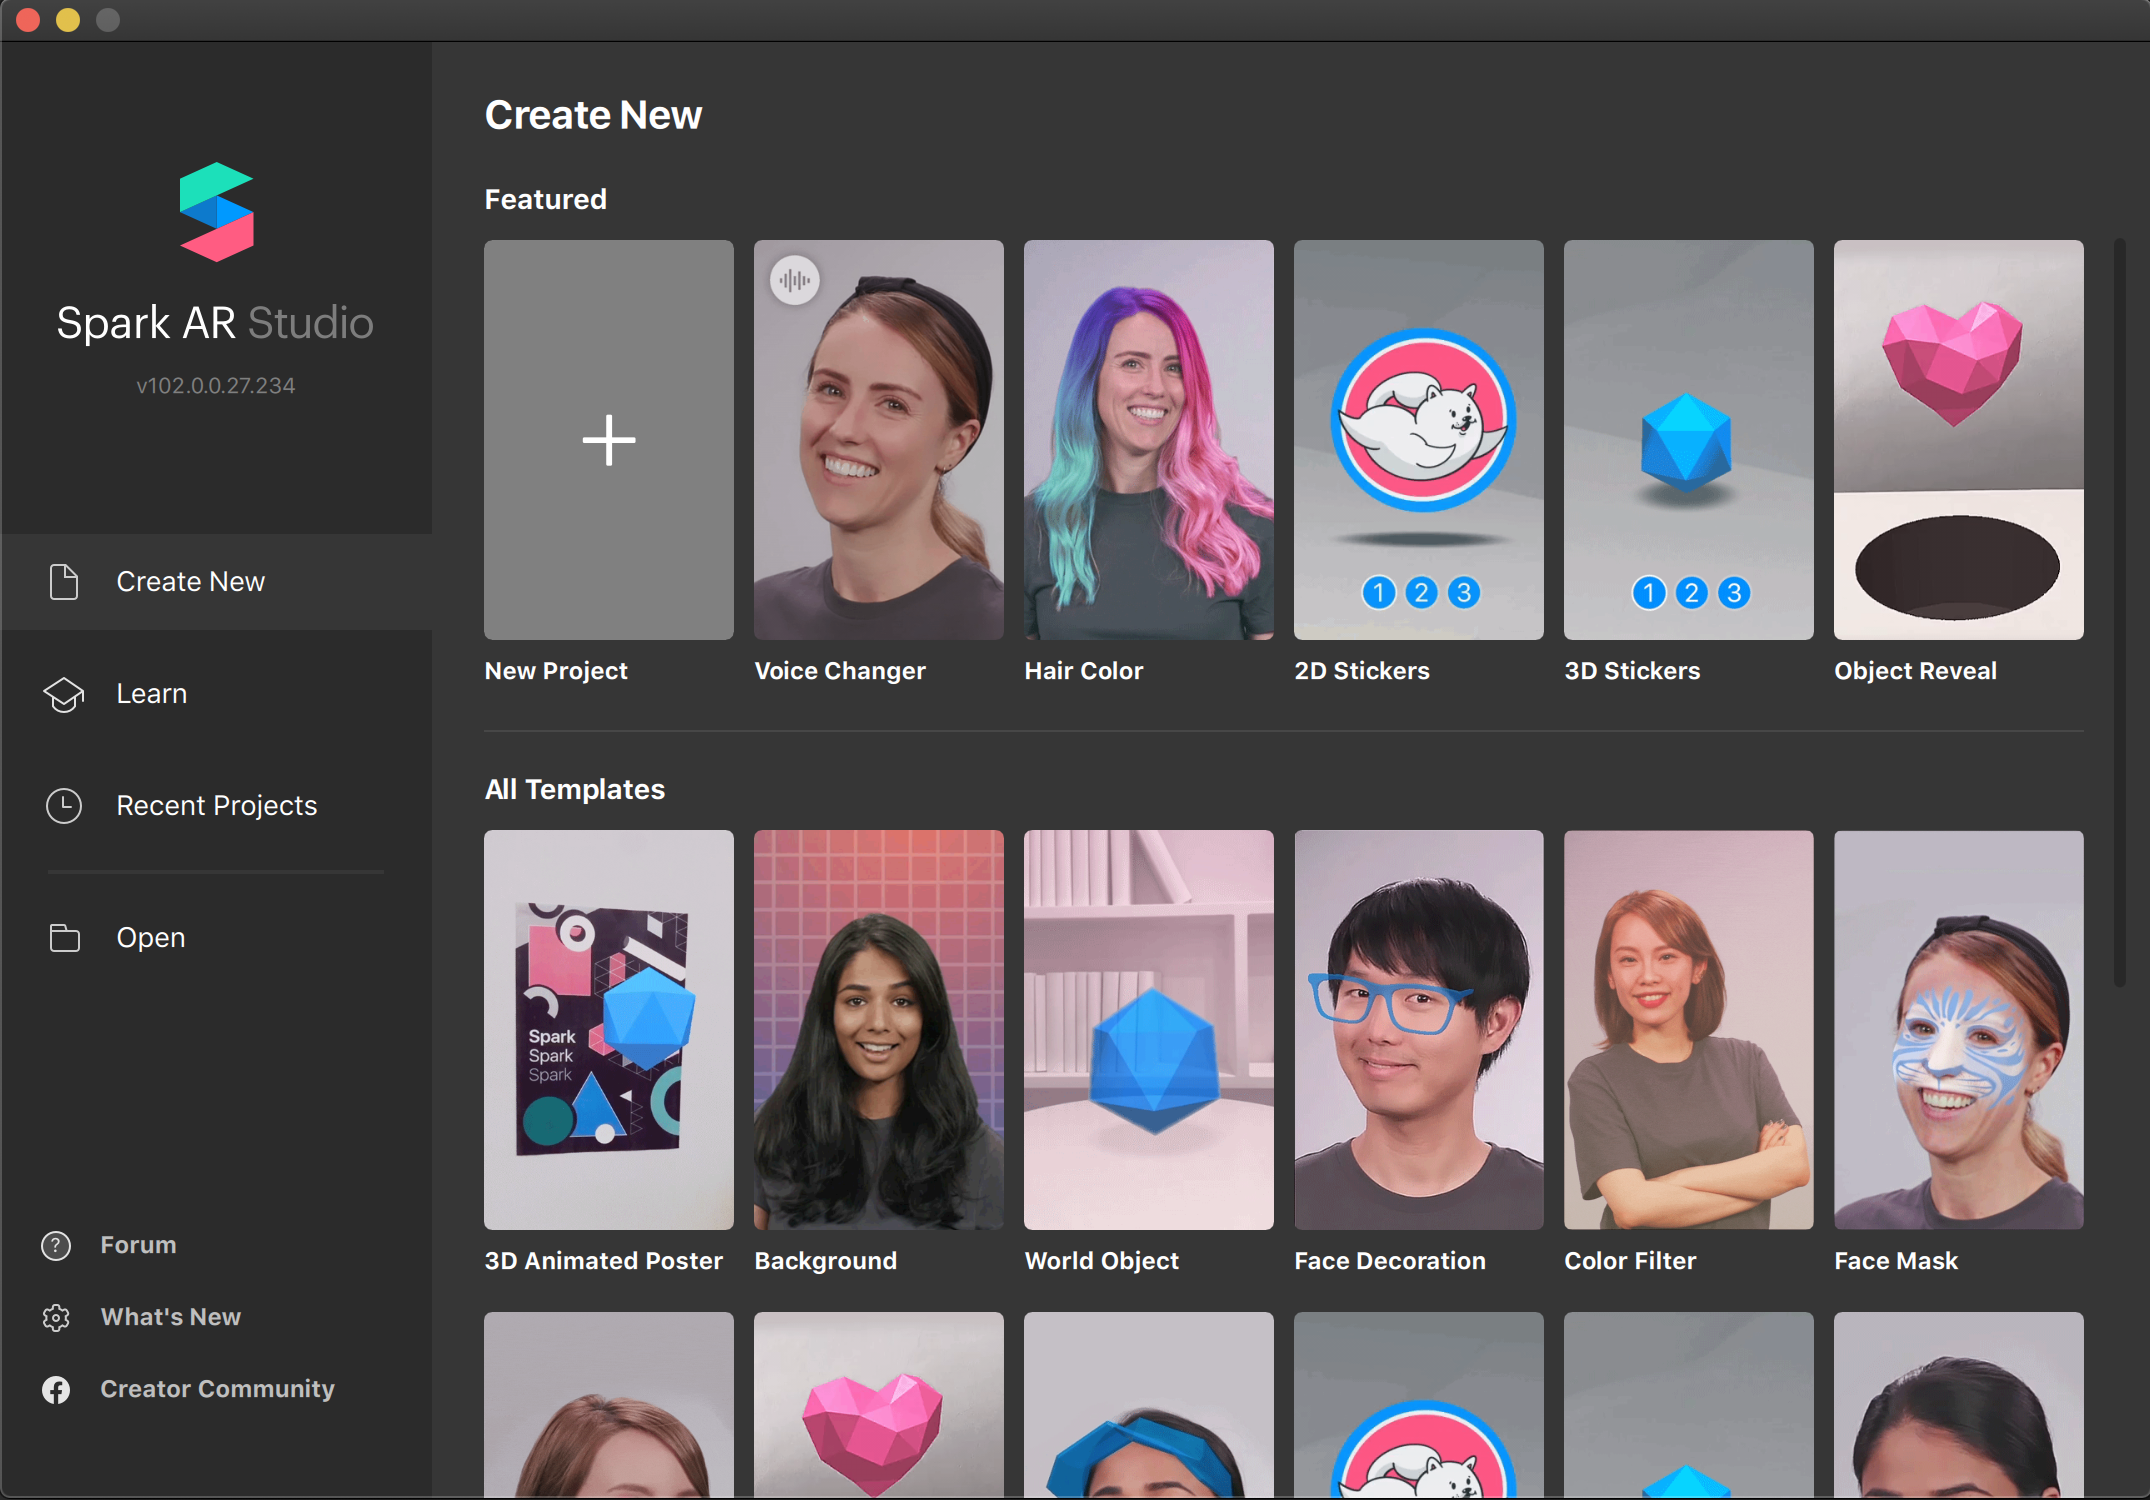 Spark AR Studio
v102.0.0.27.234
Create New
Learn
Recent Projects
Open
Forum
What's New
Creator Community
Create New
Featured
1 2 3
1 2 3
New Project
Voice Changer
Hair Color
2D Stickers
3D Stickers
Object Reveal
All Templates
Spark
Spark
Spark
3D Animated Poster
Background
World Object
Face Decoration
Color Filter
Face Mask